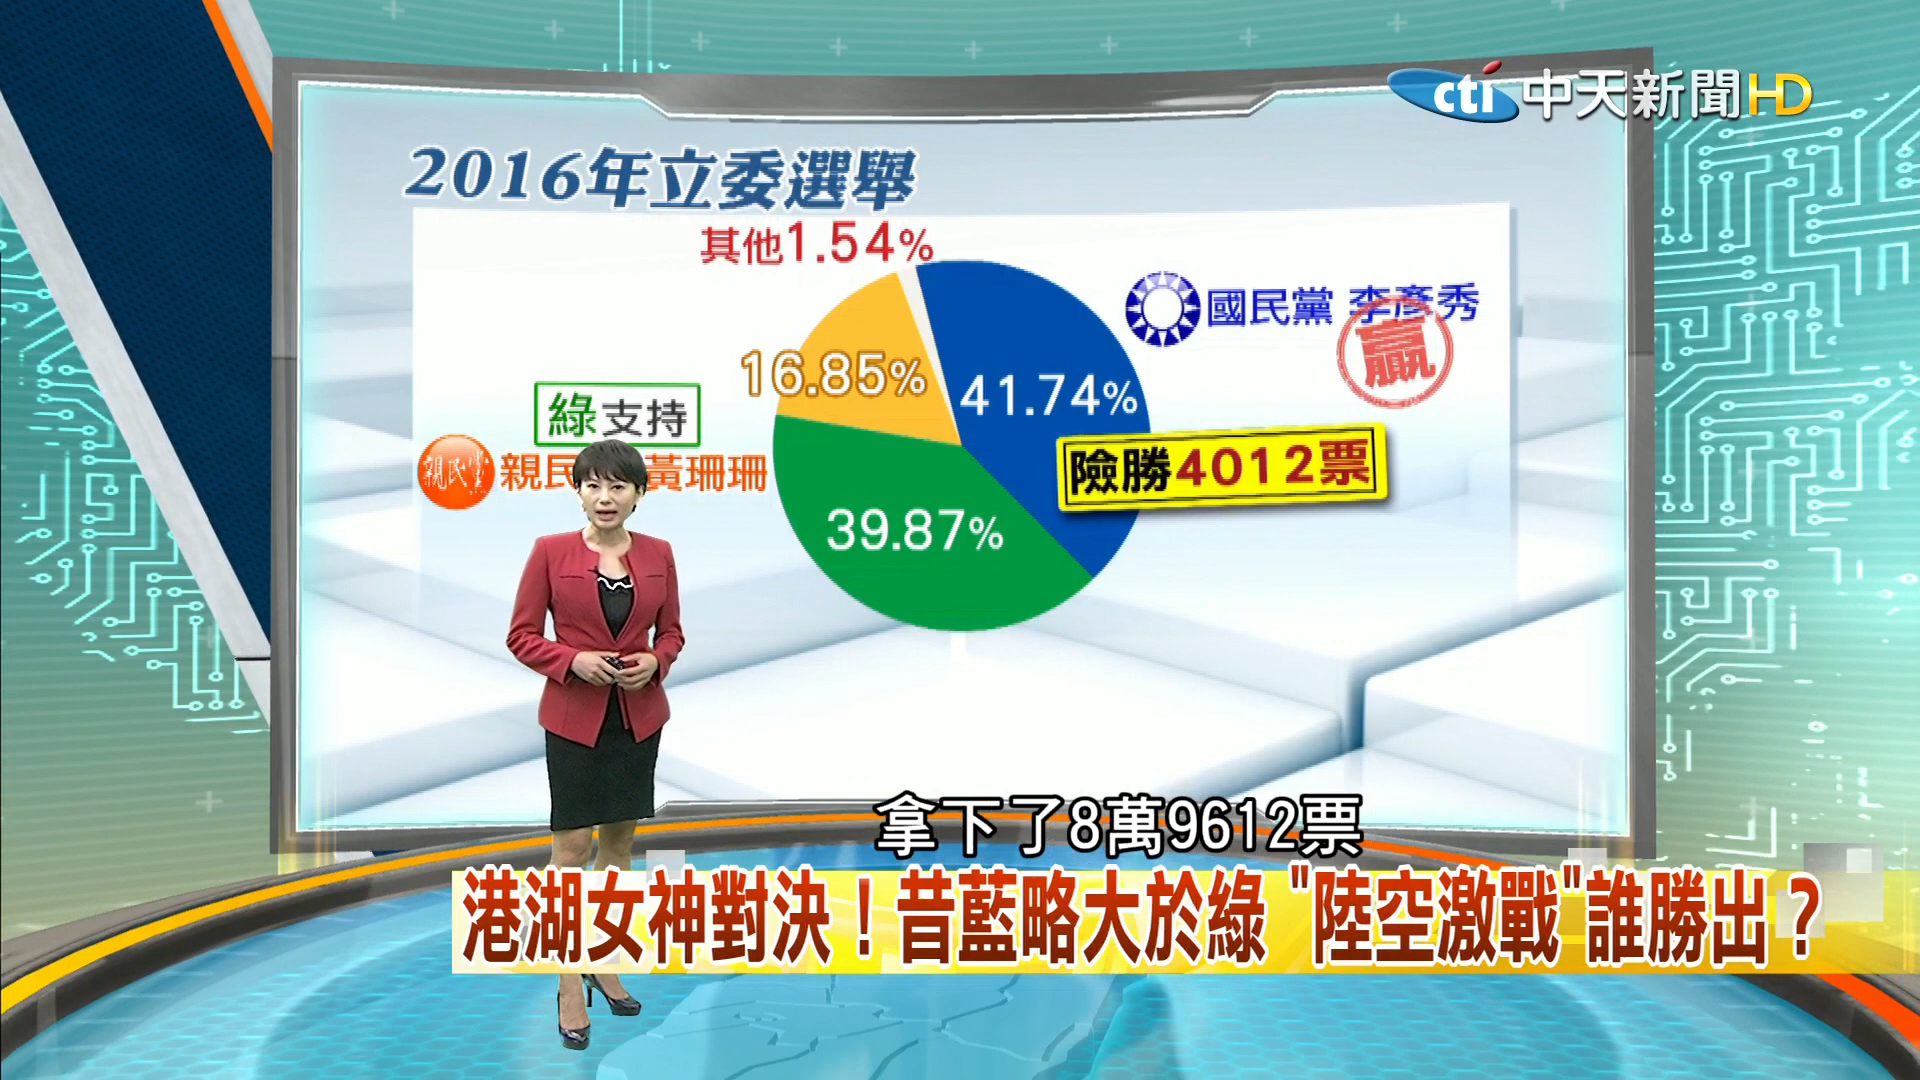 cti 中天新聞HD
2016年立委選舉
其他1.54%
國民黨 李彥秀
贏
16.85%
41.74%
綠支持
親民黨
親民 黃珊珊
險勝4012票
39.87%
拿下了8萬9612票
港湖女神對決！昔藍略大於綠 "陸空激戰"誰勝出？